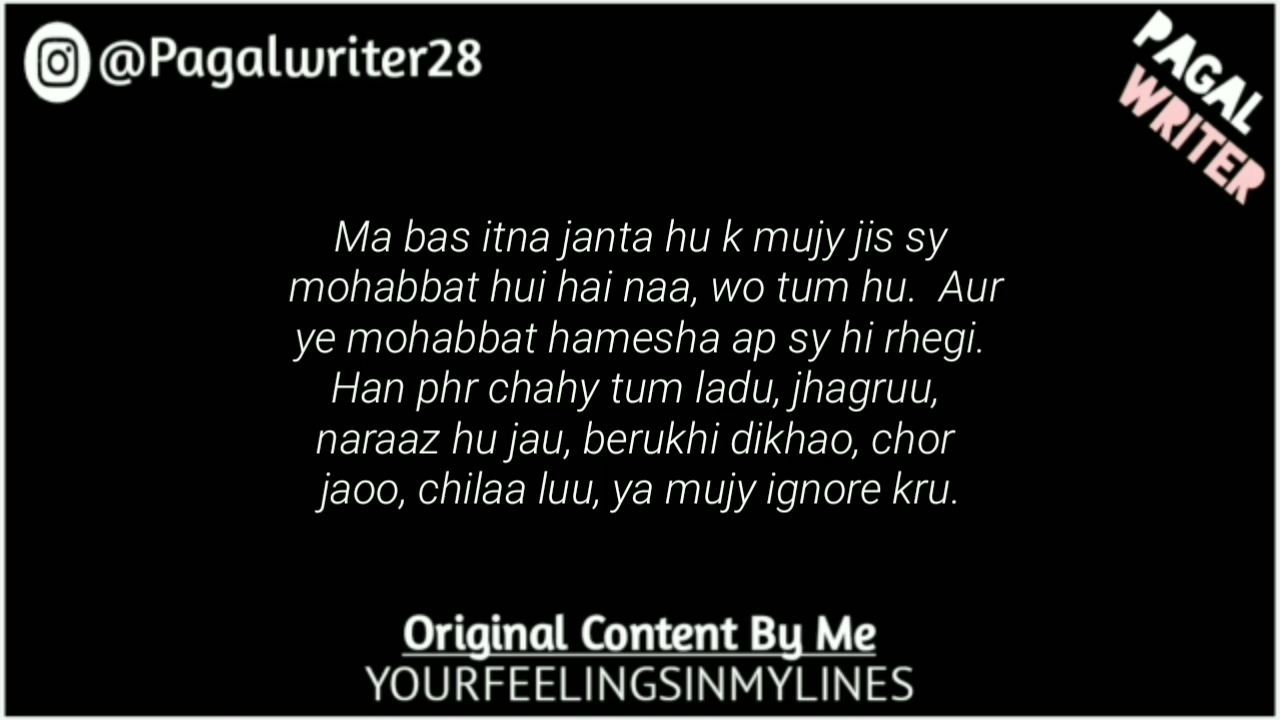 @Pagalwriter28
PAGAL
WRITER
Ma bas itna janta hu k mujy jis sy
mohabbat hui hai naa, wo tum hu.  Aur
ye mohabbat hamesha ap sy hi rhegi.
Han phr chahy tum ladu, jhagruu,
naraaz hu jau, berukhi dikhao, chor
jaoo, chilaa luu, ya mujy ignore kru.
Original Content By Me
YOURFEELINGSINMYLINES